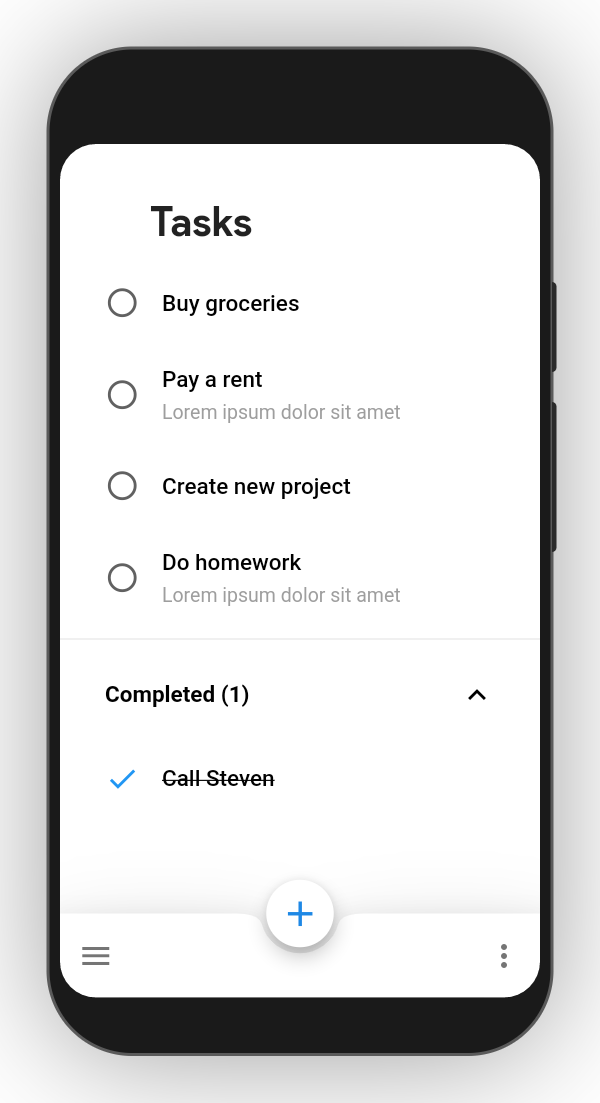 Tasks
Buy groceries
Pay a rent
Lorem ipsum dolor sit amet
Create new project
Do homework
Lorem ipsum dolor sit amet
Completed (1)
Call Steven